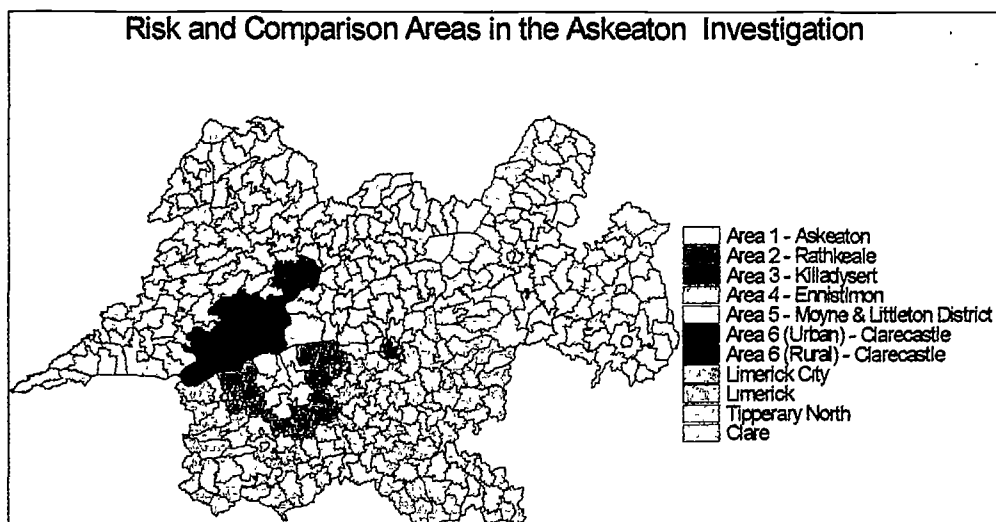 Risk and Comparison Areas in the Askeaton Investigation
Area 1 - Askeaton
Area 2 - Rathkeale
Area 3 - Killadysert
Area 4 - Ennistimon
Area 5 - Moyne & Littleton District
Area 6 (Urban) - Clarecastle
Area 6 (Rural) - Clarecastle
Limerick City
Limerick
Tipperary North
Clare